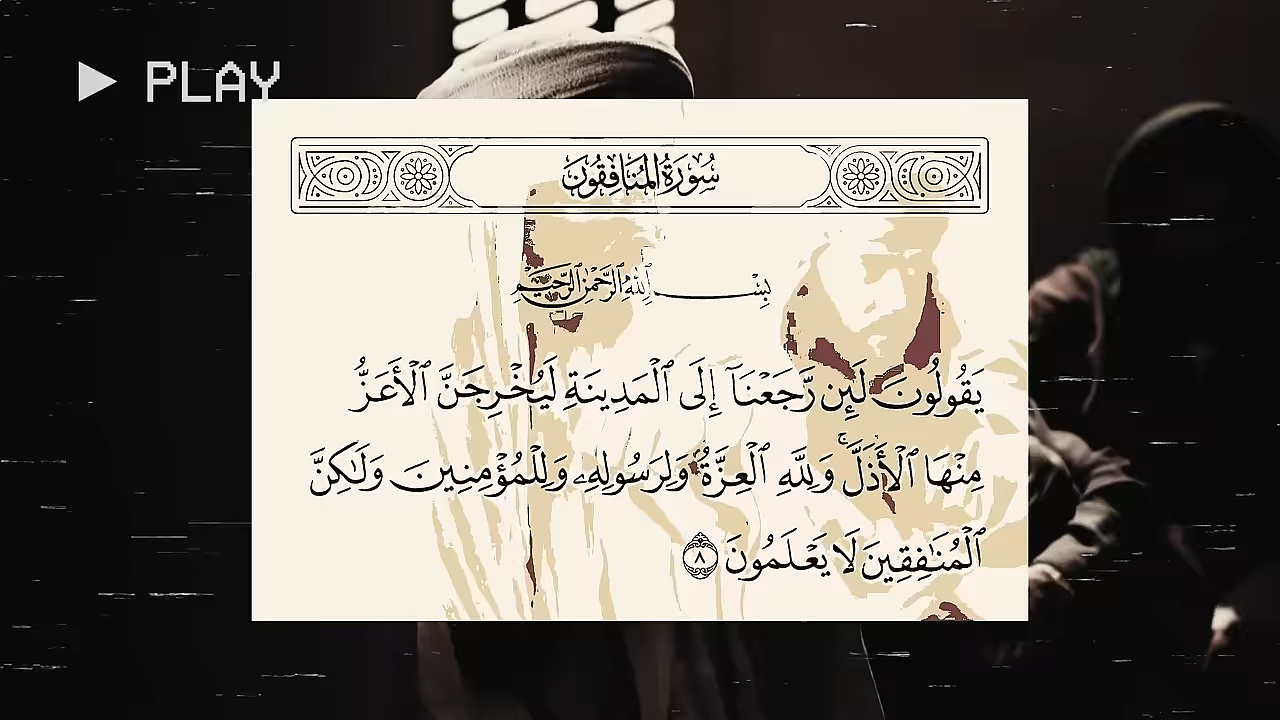 PLAY
سُورَةُ المُنَافِقُونَ
بِسْــــمِ ٱللَّهِ ٱلرَّحْمَٰنِ ٱلرَّحِيمِ
يَقُولُونَ لَئِن رَّجَعْنَآ إِلَى ٱلْمَدِينَةِ لَيُخْرِجَنَّ ٱلْأَعَزُّ
مِنْهَا ٱلْأَذَلَّۚ وَلِلَّهِ ٱلْعِزَّةُ وَلِرَسُولِهِۦ وَلِلْمُؤْمِنِينَ وَلَٰكِنَّ
ٱلْمُنَٰفِقِينَ لَا يَعْلَمُونَ ٨